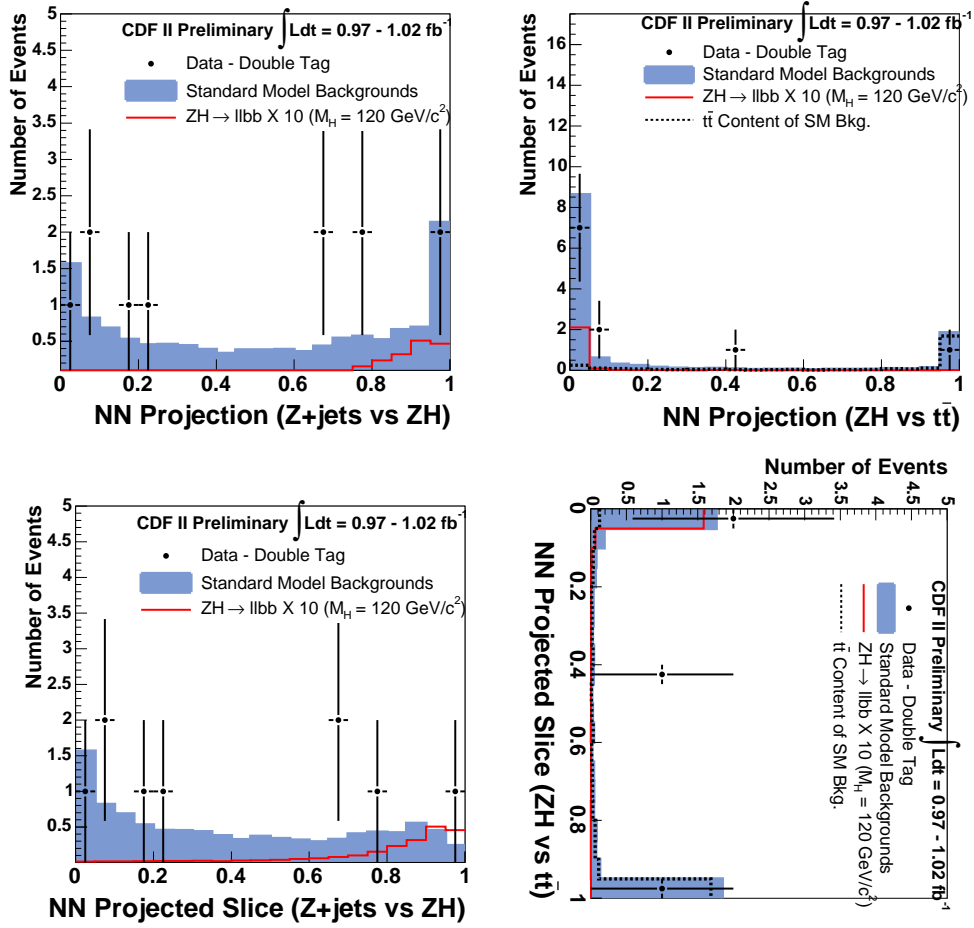 CDF II Preliminary ∫Ldt = 0.97 - 1.02 fb⁻¹
Data - Double Tag
Standard Model Backgrounds
ZH → llbb X 10 (M_H = 120 GeV/c²)
Number of Events
5
4.5
4
3.5
3
2.5
2
1.5
1
0.5
0 0.2 0.4 0.6 0.8 1
NN Projection (Z+jets vs ZH)
CDF II Preliminary ∫Ldt = 0.97 - 1.02 fb⁻¹
Data - Double Tag
Standard Model Backgrounds
ZH → llbb X 10 (M_H = 120 GeV/c²)
tt̄ Content of SM Bkg.
Number of Events
16
14
12
10
8
6
4
2
0
0 0.2 0.4 0.6 0.8 1
NN Projection (ZH vs tt̄)
CDF II Preliminary ∫Ldt = 0.97 - 1.02 fb⁻¹
Data - Double Tag
Standard Model Backgrounds
ZH → llbb X 10 (M_H = 120 GeV/c²)
Number of Events
5
4.5
4
3.5
3
2.5
2
1.5
1
0.5
0 0.2 0.4 0.6 0.8 1
NN Projected Slice (Z+jets vs ZH)
Number of Events
0 0.5 1 1.5 2 2.5 3 3.5 4 4.5 5
CDF II Preliminary ∫Ldt = 0.97 - 1.02 fb⁻¹
Data - Double Tag
Standard Model Backgrounds
ZH → llbb X 10 (M_H = 120 GeV/c²)
tt̄ Content of SM Bkg.
0 0.2 0.4 0.6 0.8 1
NN Projected Slice (ZH vs tt̄)